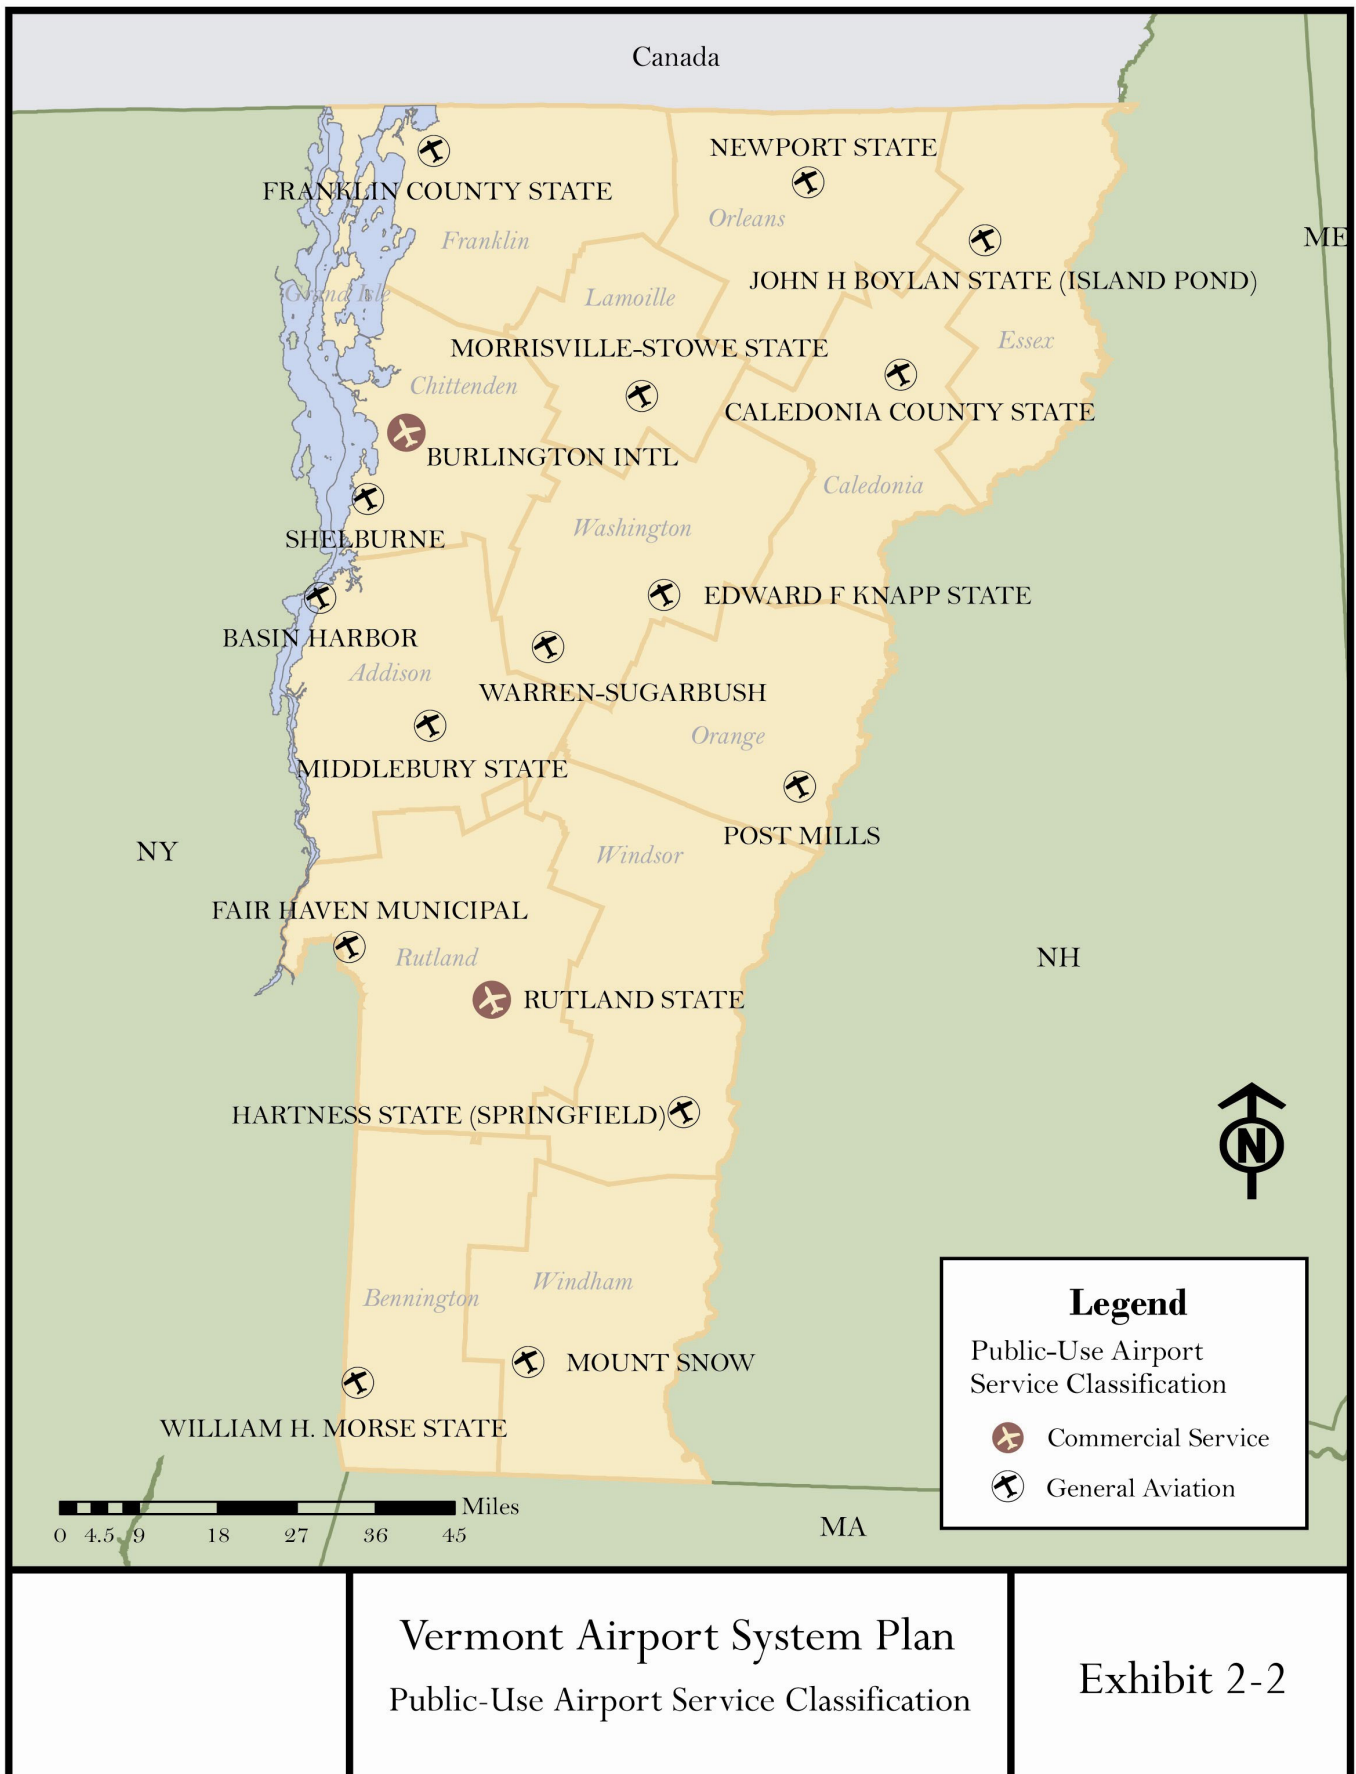 Canada
NEWPORT STATE
FRANKLIN COUNTY STATE
Orleans
Franklin
ME
JOHN H BOYLAN STATE (ISLAND POND)
Grand Isle
Lamoille
Essex
MORRISVILLE-STOWE STATE
Chittenden
CALEDONIA COUNTY STATE
BURLINGTON INTL
Caledonia
Washington
SHELBURNE
EDWARD F KNAPP STATE
BASIN HARBOR
Addison
WARREN-SUGARBUSH
Orange
MIDDLEBURY STATE
POST MILLS
NY
Windsor
FAIR HAVEN MUNICIPAL
Rutland
NH
RUTLAND STATE
HARTNESS STATE (SPRINGFIELD)
N
Windham
Bennington
Legend
Public-Use Airport
Service Classification
MOUNT SNOW
WILLIAM H. MORSE STATE
Commercial Service
General Aviation
Miles
0 4.5 9 18 27 36 45
MA
Vermont Airport System Plan
Public-Use Airport Service Classification
Exhibit 2-2